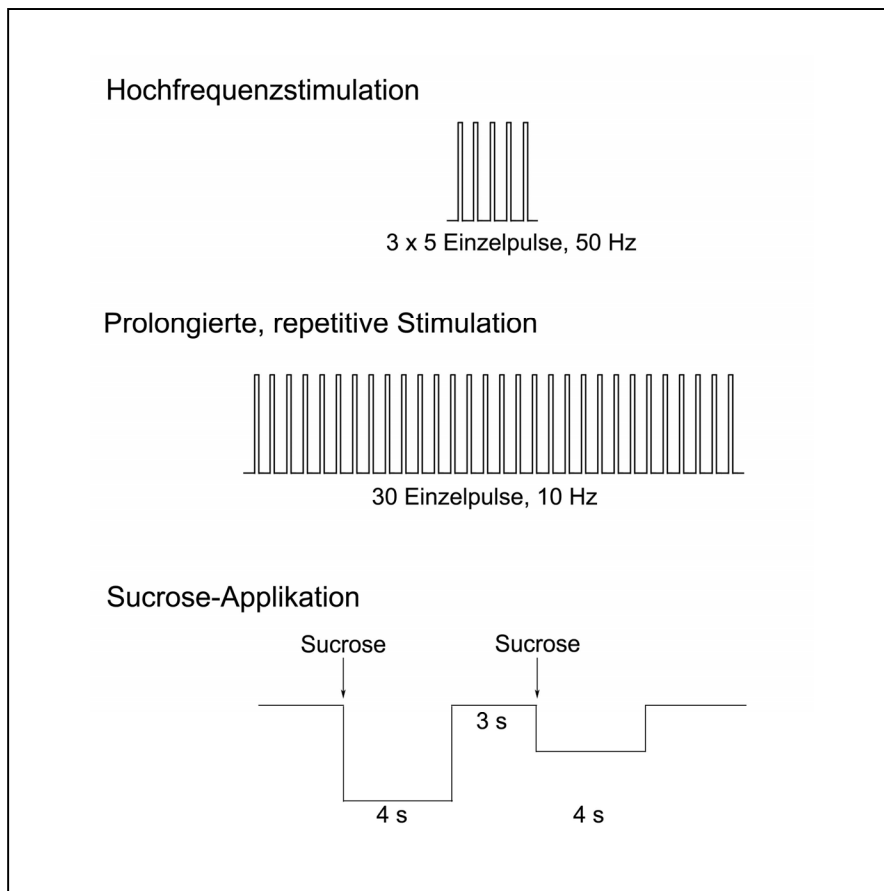 Hochfrequenzstimulation
3 x 5 Einzelpulse, 50 Hz
Prolongierte, repetitive Stimulation
30 Einzelpulse, 10 Hz
Sucrose-Applikation
Sucrose Sucrose
3 s
4 s 4 s